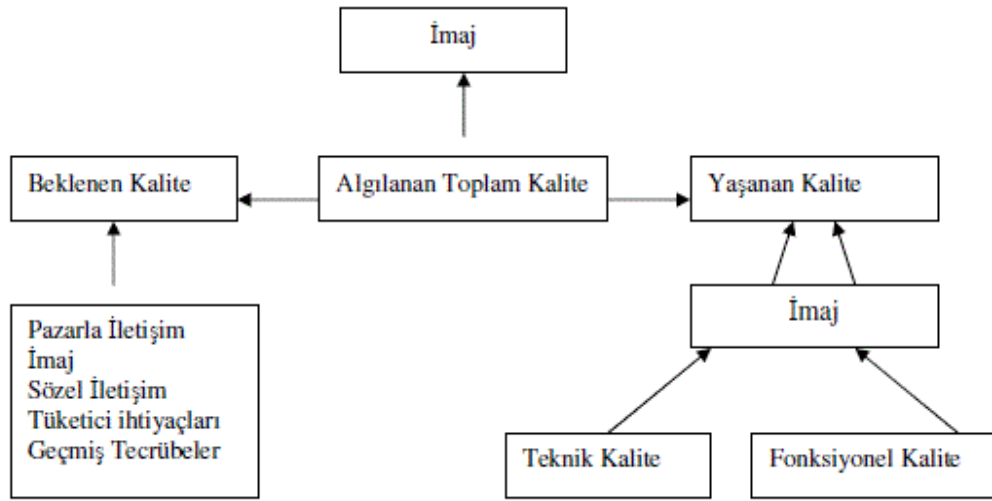 İmaj
Beklenen Kalite
Algılanan Toplam Kalite
Yaşanan Kalite
Pazarla İletişim
İmaj
Sözel İletişim
Tüketici ihtiyaçları
Geçmiş Tecrübeler
İmaj
Teknik Kalite
Fonksiyonel Kalite